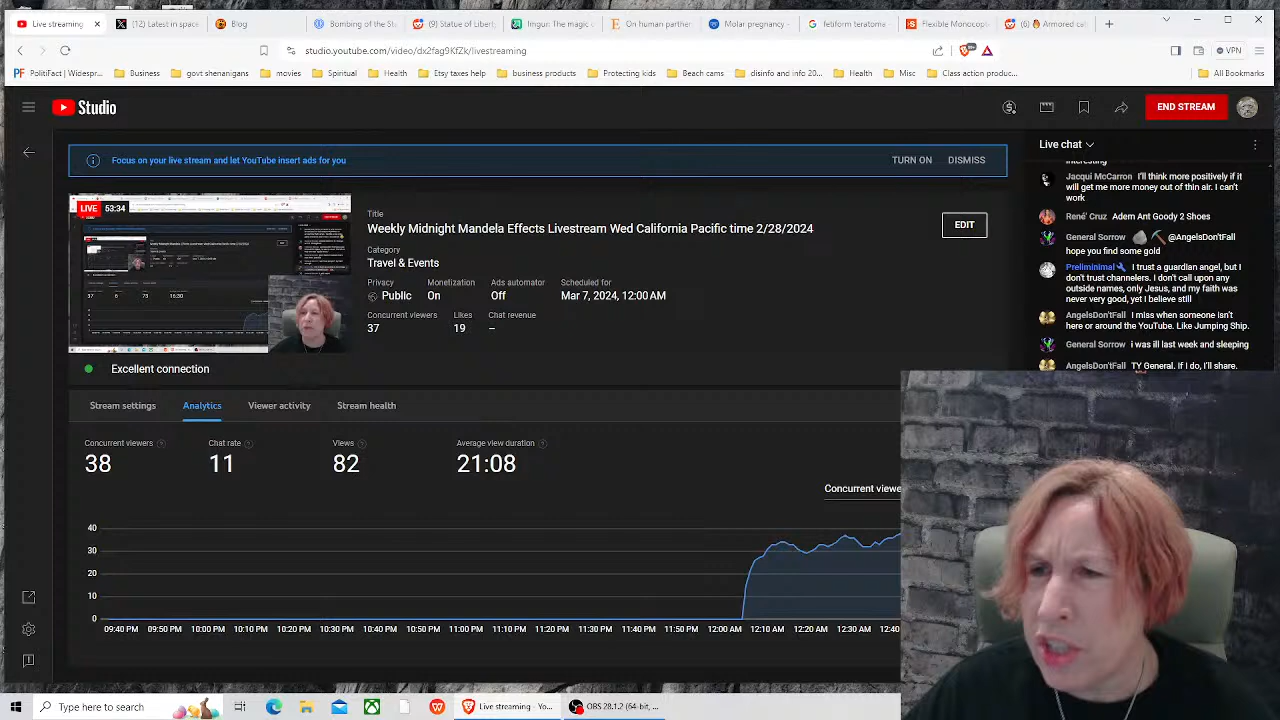 Live streaming
(12) Latest in space
Blog
Bombing of the St
(9) Statue of Libert
Imgur: The magic o
On human parther
Molar pregnancy -
fetiform teratoma
Flexible Monocopt
(6) 🔥 Armored cat
studio.youtube.com/video/dx2fag9KfZk/livestreaming
99+
VPN
PolitiFact | Widespr...
Business
govt shenanigans
movies
Spiritual
Health
Etsy taxes help
business products
Protecting kids
Beach cams
disinfo and info 20...
Health
Misc
Class action produc...
All Bookmarks
Studio
END STREAM
Focus on your live stream and let YouTube insert ads for you
TURN ON
DISMISS
LIVE 53:34
Title
Weekly Midnight Mandela Effects Livestream Wed California Pacific time 2/28/2024
EDIT
Category
Travel & Events
Privacy
Monetization
Ads automator
Scheduled for
Public
On
Off
Mar 7, 2024, 12:00 AM
Concurrent viewers
Likes
Chat revenue
37
19
–
Excellent connection
Stream settings
Analytics
Viewer activity
Stream health
Concurrent viewers
Chat rate
Views
Average view duration
38
11
82
21:08
Concurrent viewe
40
30
20
10
0
09:40 PM 09:50 PM 10:00 PM 10:10 PM 10:20 PM 10:30 PM 10:40 PM 10:50 PM 11:00 PM 11:10 PM 11:20 PM 11:30 PM 11:40 PM 11:50 PM 12:00 AM 12:10 AM 12:20 AM 12:30 AM 12:40
Live chat
interesting
Jacqui McCarron I'll think more positively if it
will get me more money out of thin air. I can't
work
René' Cruz Adem Ant Goody 2 Shoes
General Sorrow @AngelsDon'tFall
hope you find some gold
Preliminimal I trust a guardian angel, but I
don't trust channelers, i don't call upon any
outside names, only Jesus, and my faith was
never very good, yet I believe still
AngelsDon'tFall I miss when someone isn't
here or around the YouTube. Like Jumping Ship.
General Sorrow i was ill last week and sleeping
AngelsDon'tFall TY General. If I do, I'll share.
Type here to search
Live streaming - Yo...
OBS 28.1.2 (64-bit, ...